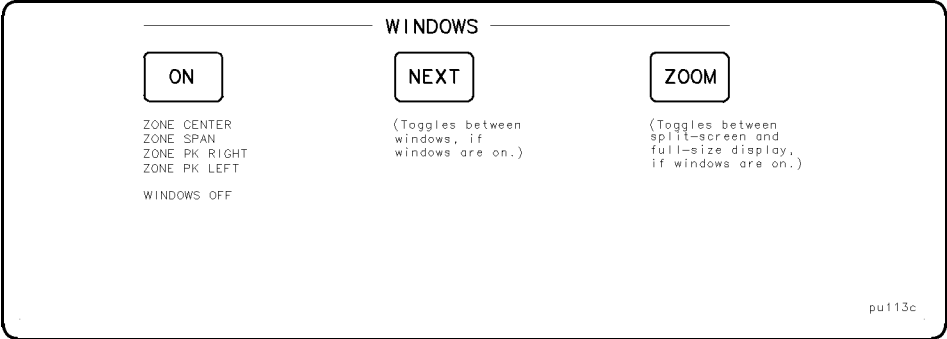 WINDOWS
ON
NEXT
ZOOM
ZONE CENTER
ZONE SPAN
ZONE PK RIGHT
ZONE PK LEFT
WINDOWS OFF
(Toggles between
windows, if
windows are on.)
(Toggles between
split-screen and
full-size display,
if windows are on.)
pu113c